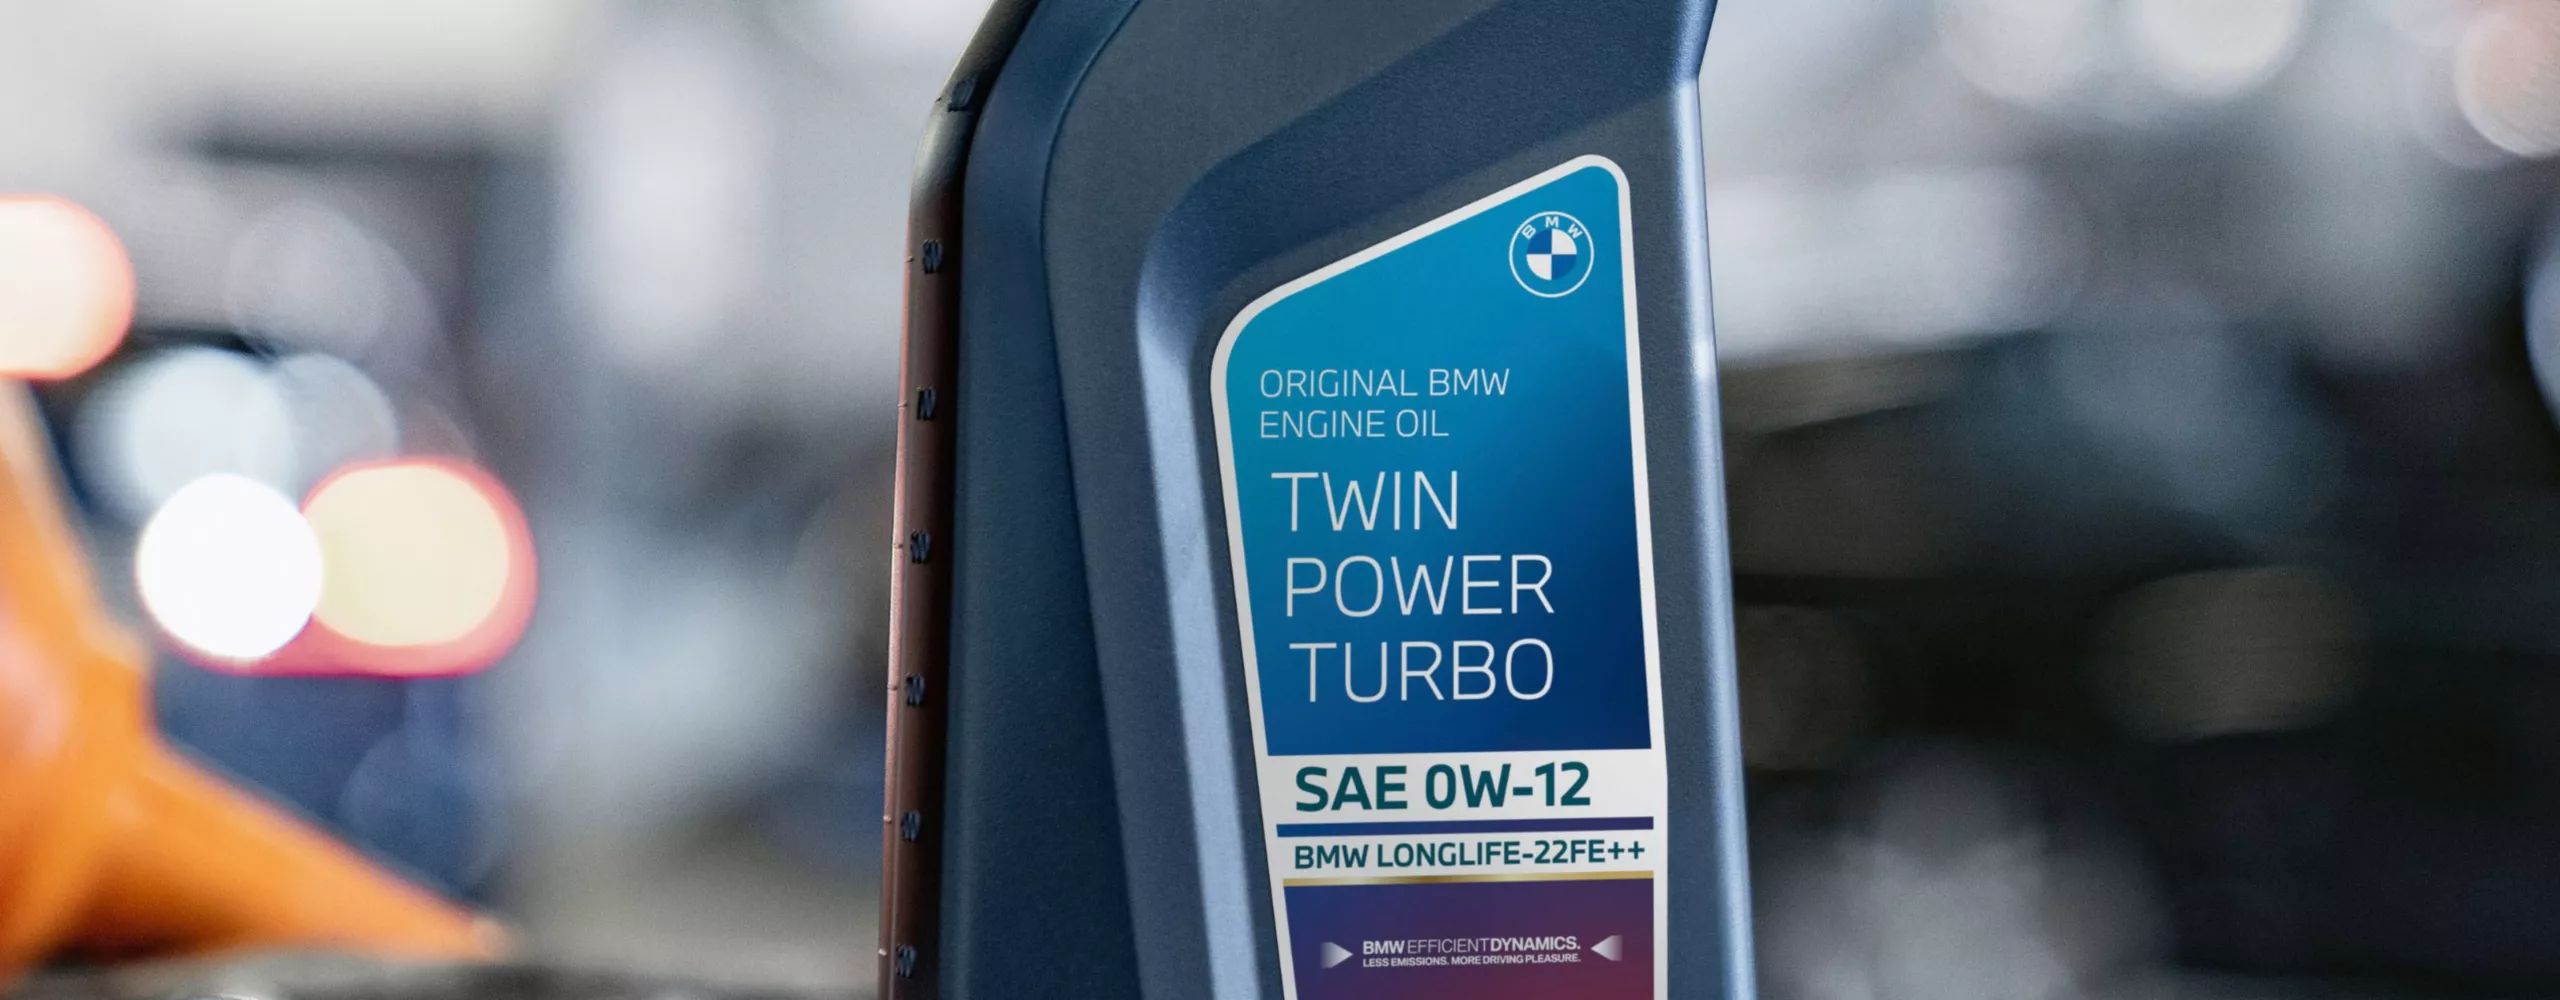 BMW
ORIGINAL BMW
ENGINE OIL
TWIN
POWER
TURBO
SAE 0W-12
BMW LONGLIFE-22FE++
BMW EFFICIENTDYNAMICS.
LESS EMISSIONS. MORE DRIVING PLEASURE.